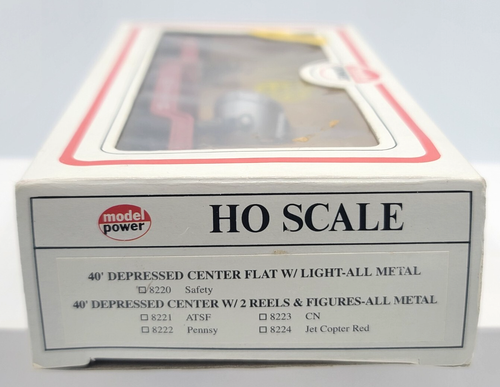 model
power
HO SCALE
40' DEPRESSED CENTER FLAT W/ LIGHT-ALL METAL
☑ 8220 Safety
40' DEPRESSED CENTER W/ 2 REELS & FIGURES-ALL METAL
☐ 8221 ATSF ☐ 8223 CN
☐ 8222 Pennsy ☐ 8224 Jet Copter Red